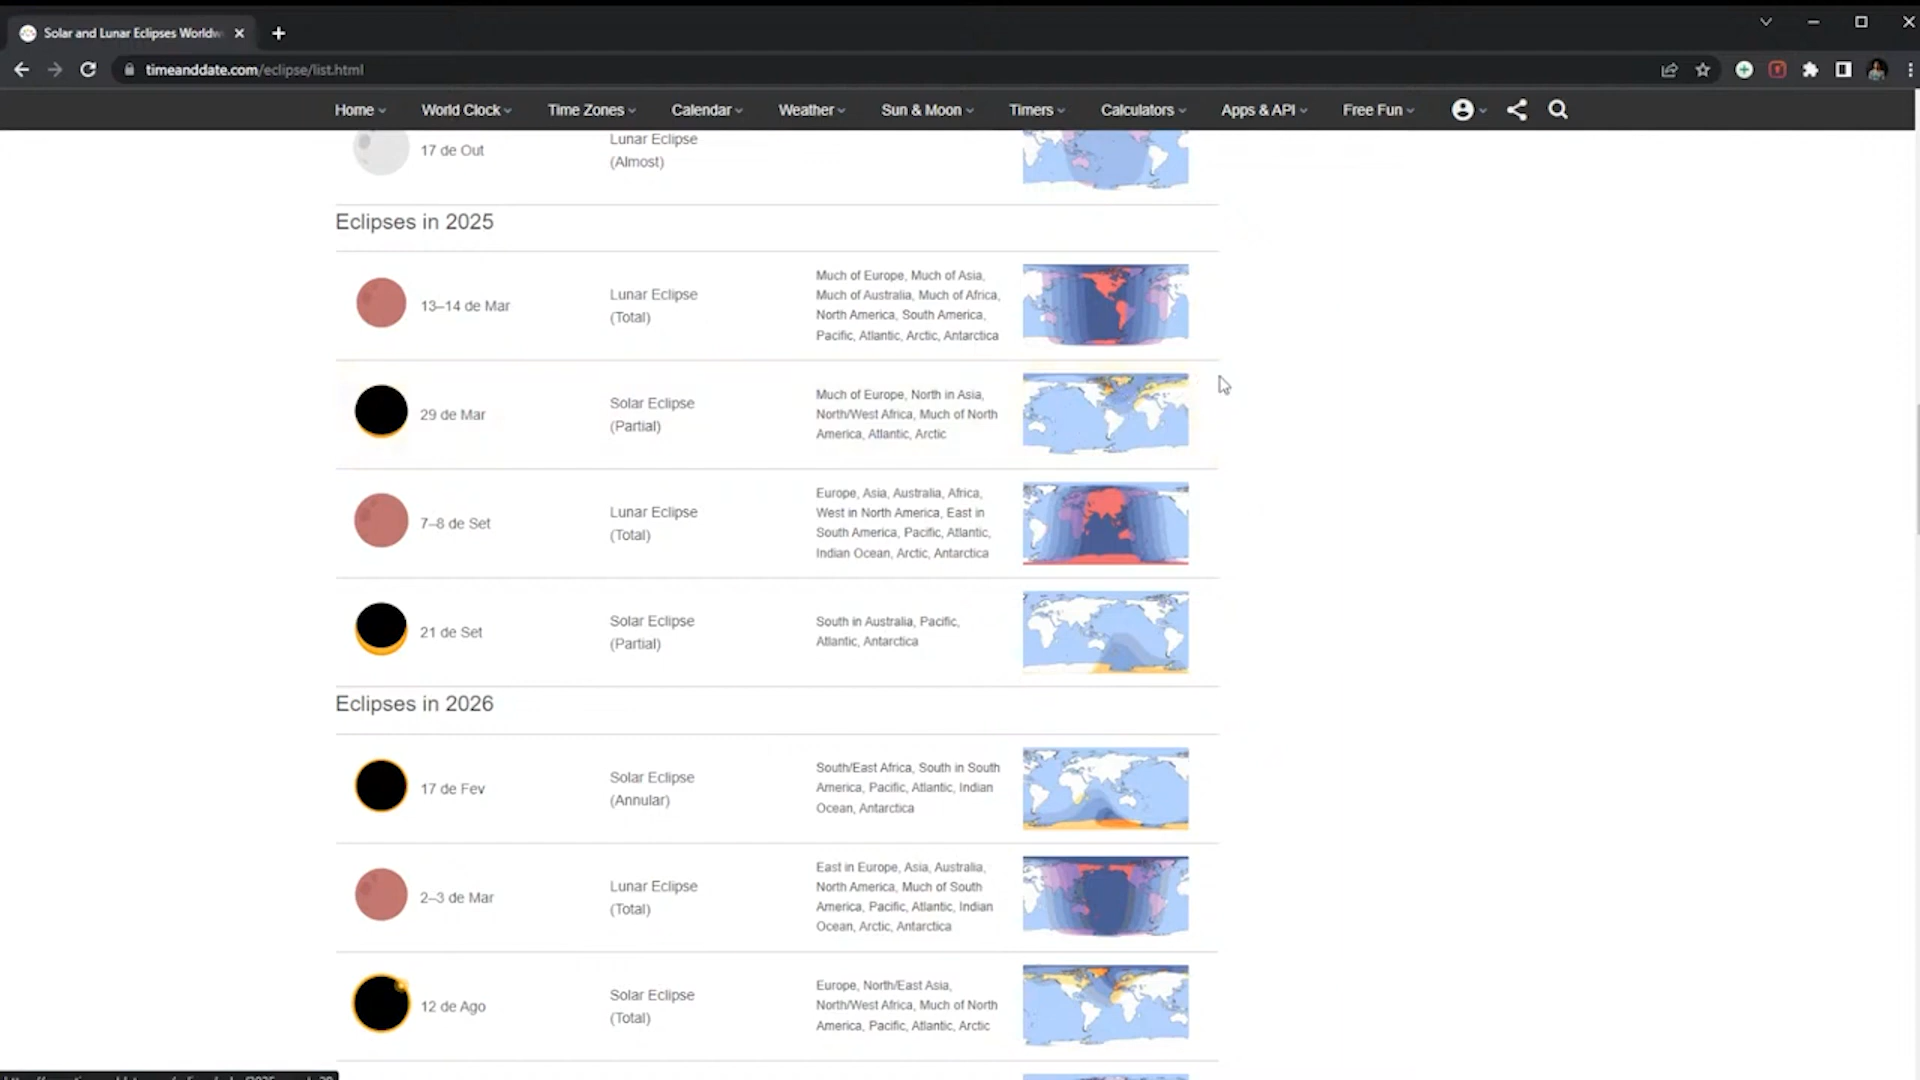 Solar and Lunar Eclipses Worldw
timeanddate.com/eclipse/list.html
Home World Clock Time Zones Calendar Weather Sun & Moon Timers Calculators Apps & API Free Fun
17 de Out
Lunar Eclipse
(Almost)
Eclipses in 2025
13–14 de Mar
Lunar Eclipse
(Total)
Much of Europe, Much of Asia,
Much of Australia, Much of Africa,
North America, South America,
Pacific, Atlantic, Arctic, Antarctica
29 de Mar
Solar Eclipse
(Partial)
Much of Europe, North in Asia,
North/West Africa, Much of North
America, Atlantic, Arctic
7–8 de Set
Lunar Eclipse
(Total)
Europe, Asia, Australia, Africa,
West in North America, East in
South America, Pacific, Atlantic,
Indian Ocean, Arctic, Antarctica
21 de Set
Solar Eclipse
(Partial)
South in Australia, Pacific,
Atlantic, Antarctica
Eclipses in 2026
17 de Fev
Solar Eclipse
(Annular)
South/East Africa, South in South
America, Pacific, Atlantic, Indian
Ocean, Antarctica
2–3 de Mar
Lunar Eclipse
(Total)
East in Europe, Asia, Australia,
North America, Much of South
America, Pacific, Atlantic, Indian
Ocean, Arctic, Antarctica
12 de Ago
Solar Eclipse
(Total)
Europe, North/East Asia,
North/West Africa, Much of North
America, Pacific, Atlantic, Arctic